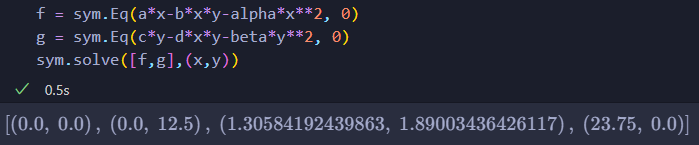 f = sym.Eq(a*x-b*x*y-alpha*x**2, 0)
g = sym.Eq(c*y-d*x*y-beta*y**2, 0)
sym.solve([f,g],(x,y))
✓ 0.5s
[(0.0, 0.0), (0.0, 12.5), (1.30584192439863, 1.89003436426117), (23.75, 0.0)]